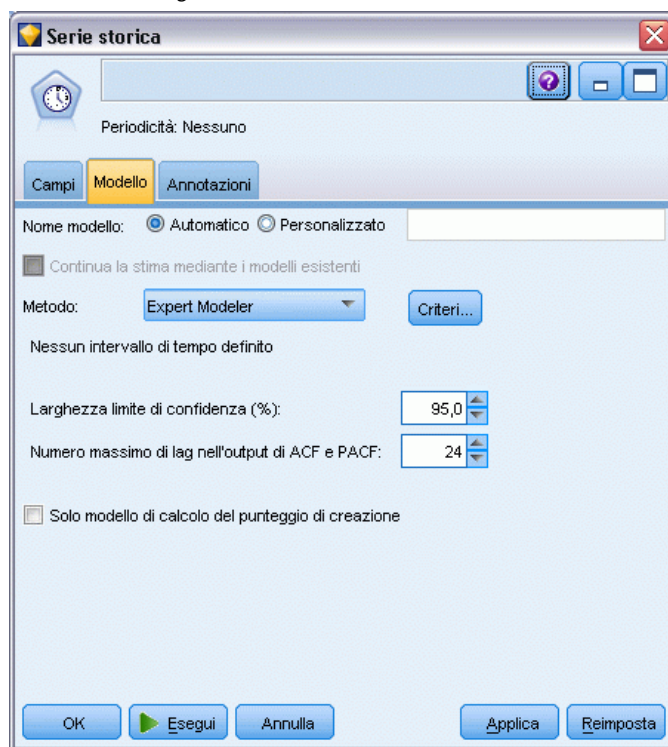 Serie storica
Periodicità: Nessuno
Campi Modello Annotazioni
Nome modello: Automatico Personalizzato
Continua la stima mediante i modelli esistenti
Metodo: Expert Modeler Criteri...
Nessun intervallo di tempo definito
Larghezza limite di confidenza (%): 95,0
Numero massimo di lag nell'output di ACF e PACF: 24
Solo modello di calcolo del punteggio di creazione
OK Esegui Annulla Applica Reimposta